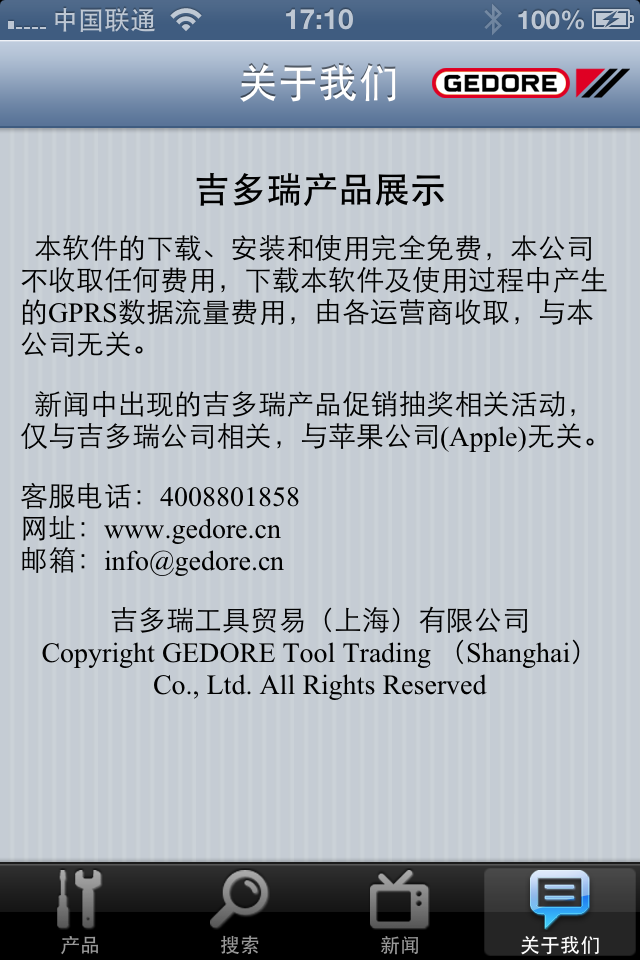 中国联通 17:10 100%
关于我们 GEDORE
吉多瑞产品展示
本软件的下载、安装和使用完全免费，本公司
不收取任何费用，下载本软件及使用过程中产生
的GPRS数据流量费用，由各运营商收取，与本
公司无关。
新闻中出现的吉多瑞产品促销抽奖相关活动，
仅与吉多瑞公司相关，与苹果公司(Apple)无关。
客服电话：4008801858
网址：www.gedore.cn
邮箱：info@gedore.cn
吉多瑞工具贸易（上海）有限公司
Copyright GEDORE Tool Trading （Shanghai）
Co., Ltd. All Rights Reserved
产品 搜索 新闻 关于我们